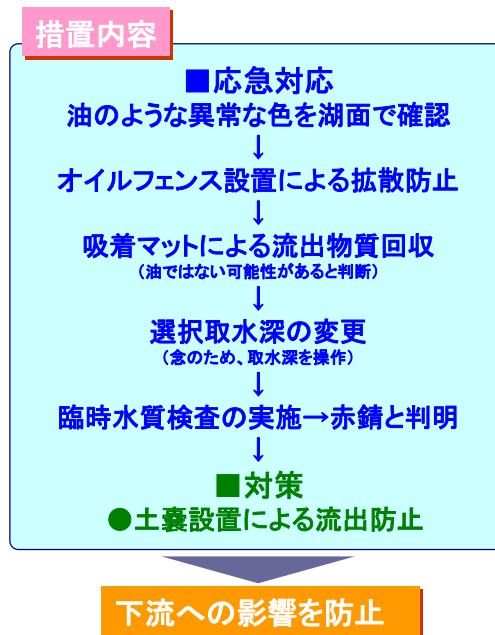 措置内容
■応急対応
油のような異常な色を湖面で確認
↓
オイルフェンス設置による拡散防止
↓
吸着マットによる流出物質回収
（油ではない可能性があると判断）
↓
選択取水深の変更
（念のため、取水深を操作）
↓
臨時水質検査の実施→赤錆と判明
↓
■対策
●土嚢設置による流出防止
下流への影響を防止